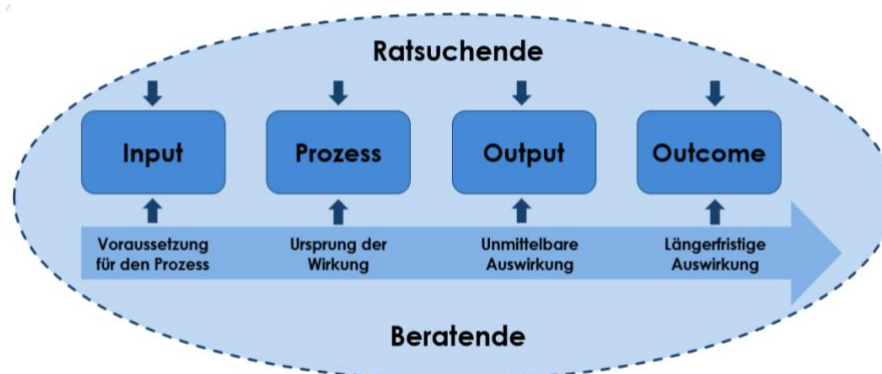 Ratsuchende
Input
Prozess
Output
Outcome
Voraussetzung
für den Prozess
Ursprung der
Wirkung
Unmittelbare
Auswirkung
Längerfristige
Auswirkung
Beratende